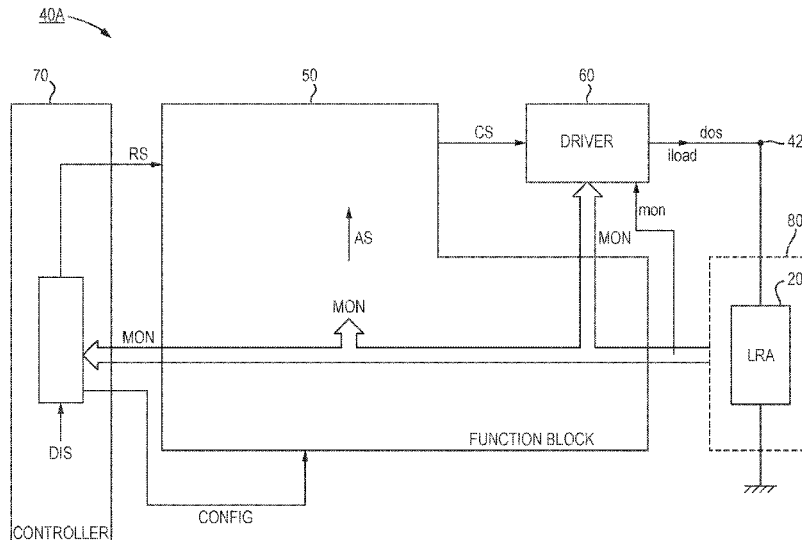 40A
70
50
60
RS
CS
DRIVER
dos
42
iload
mon
AS
MON
80
20
MON
MON
LRA
DIS
FUNCTION BLOCK
CONFIG
CONTROLLER